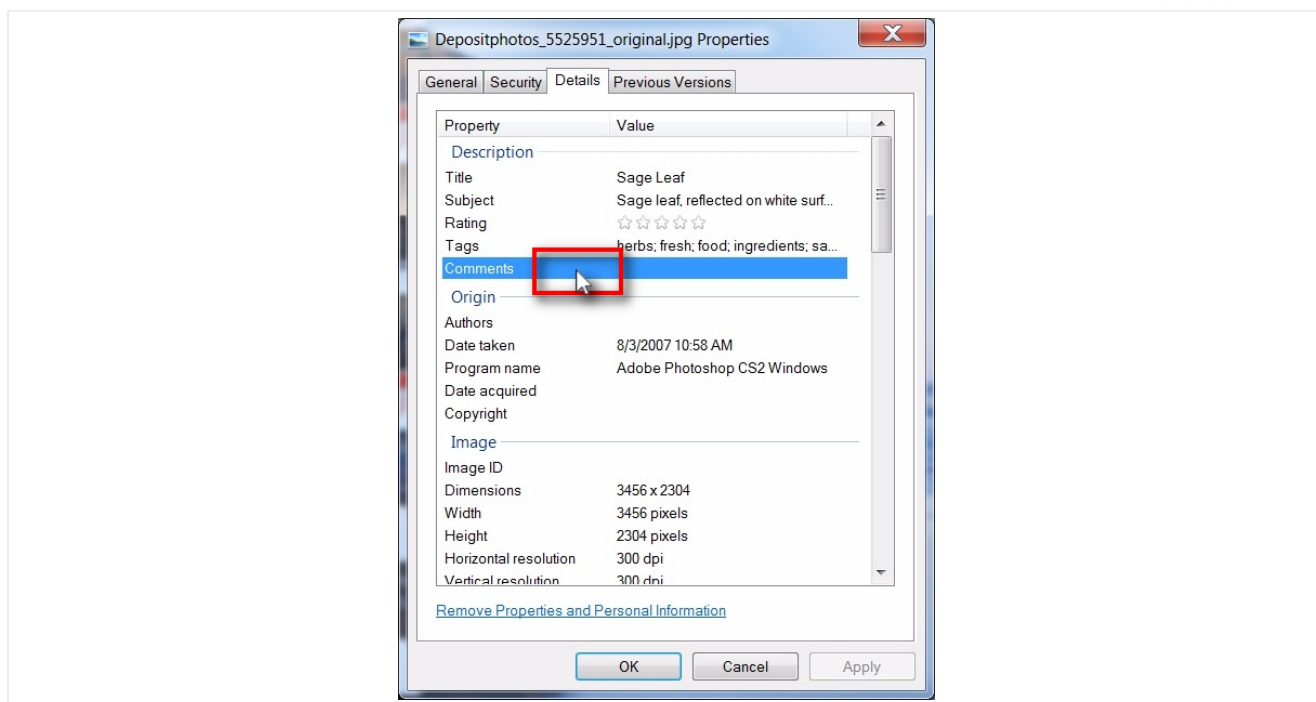 Depositphotos_5525951_original.jpg Properties
General Security Details Previous Versions
Property Value
Description
Title Sage Leaf
Subject Sage leaf, reflected on white surf...
Rating
Tags herbs; fresh; food; ingredients; sa...
Comments
Origin
Authors
Date taken 8/3/2007 10:58 AM
Program name Adobe Photoshop CS2 Windows
Date acquired
Copyright
Image
Image ID
Dimensions 3456 x 2304
Width 3456 pixels
Height 2304 pixels
Horizontal resolution 300 dpi
Vertical resolution 300 dpi
Remove Properties and Personal Information
OK Cancel Apply